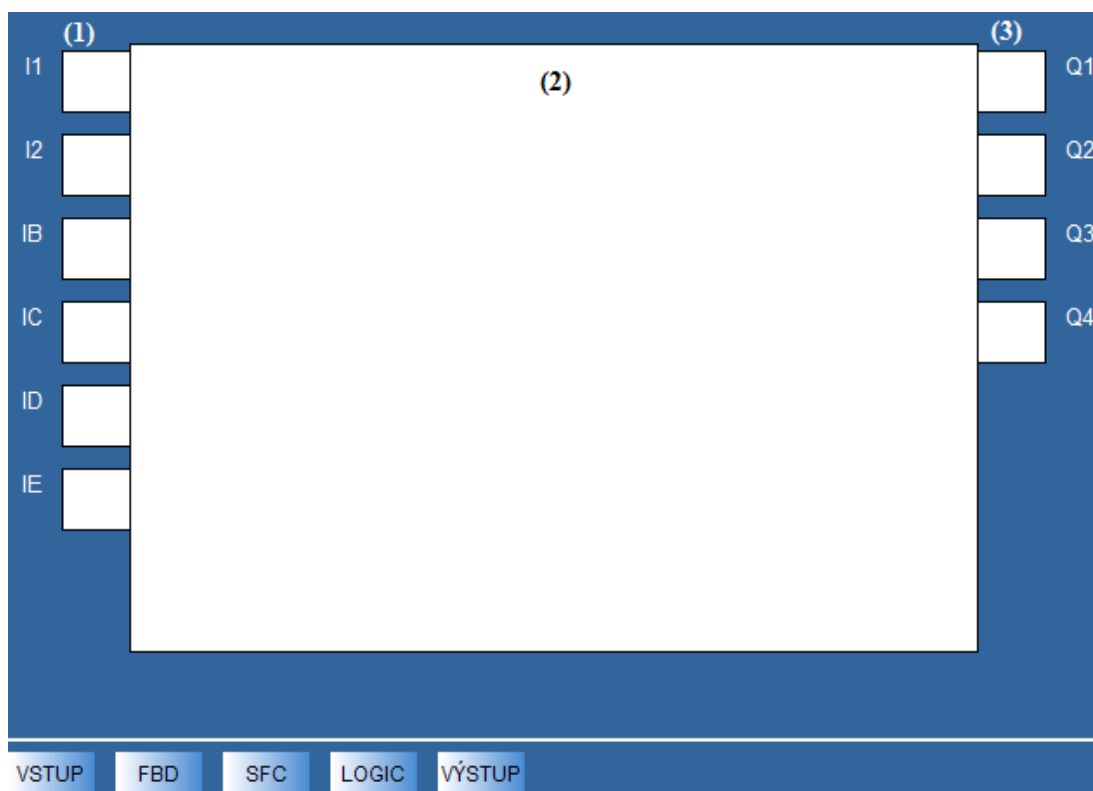 (1)
(2)
(3)
I1
I2
IB
IC
ID
IE
Q1
Q2
Q3
Q4
VSTUP
FBD
SFC
LOGIC
VÝSTUP